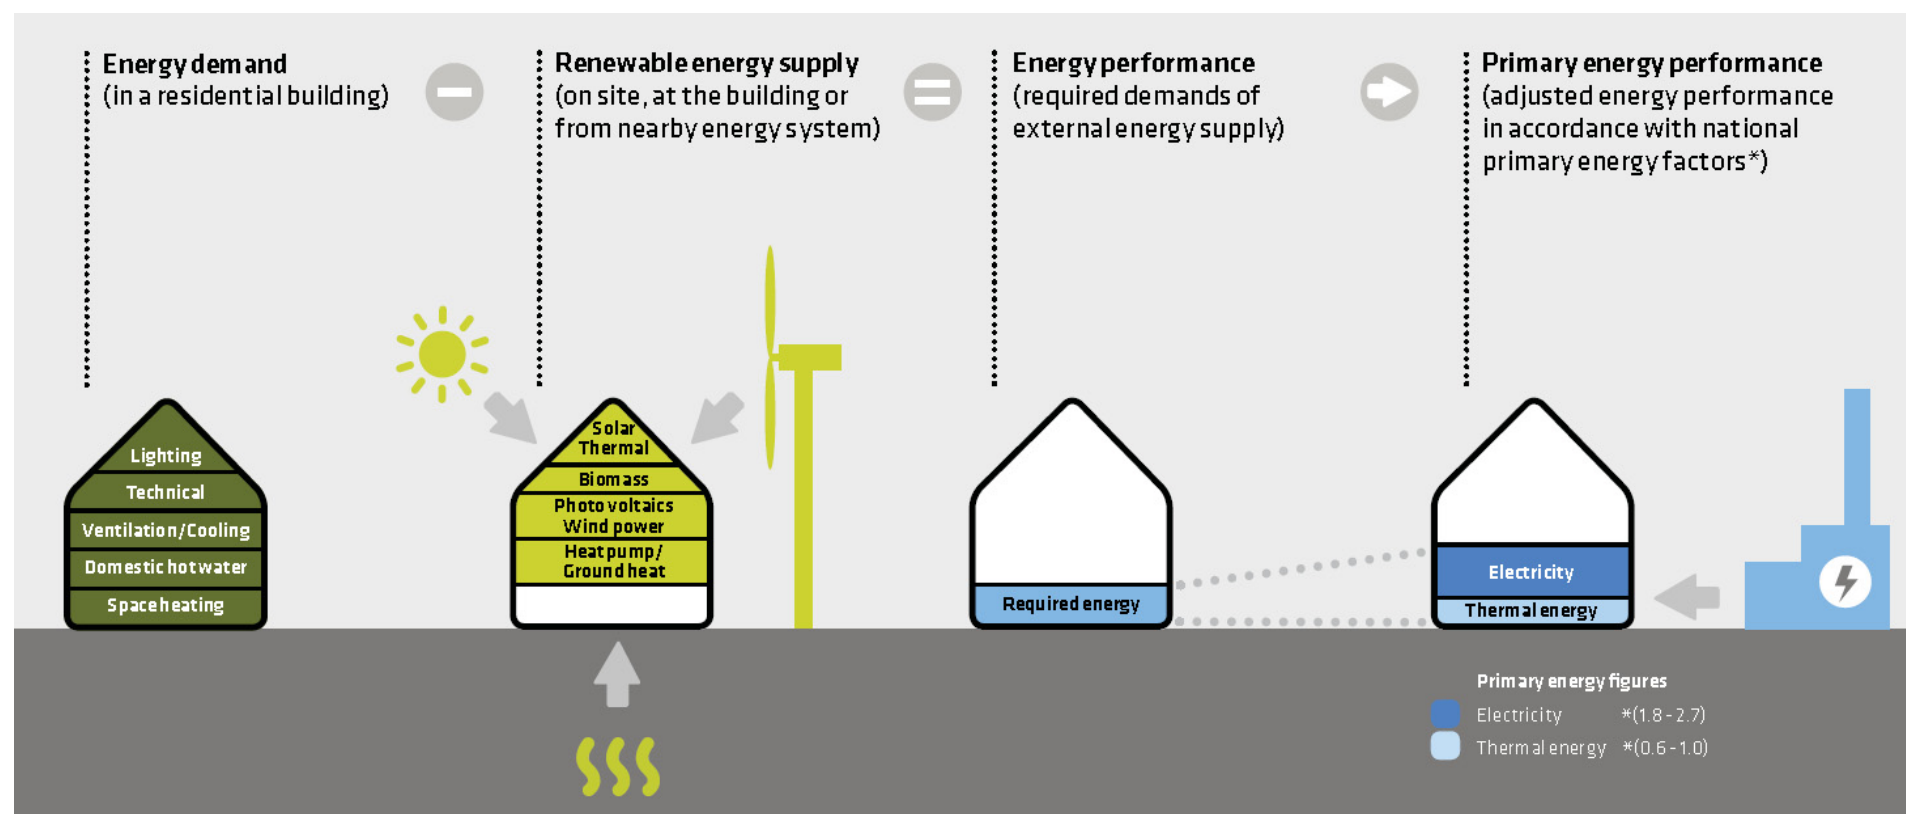 Energy demand
(in a residential building)
Renewable energy supply
(on site, at the building or
from nearby energy system)
Energy performance
(required demands of
external energy supply)
Primary energy performance
(adjusted energy performance
in accordance with national
primary energy factors*)
Lighting
Technical
Ventilation/Cooling
Domestic hot water
Space heating
Solar
Thermal
Biomass
Photovoltaics
Wind power
Heat pump/
Ground heat
Required energy
Electricity
Thermal energy
Primary energy figures
Electricity *(1.8 - 2.7)
Thermal energy *(0.6 - 1.0)